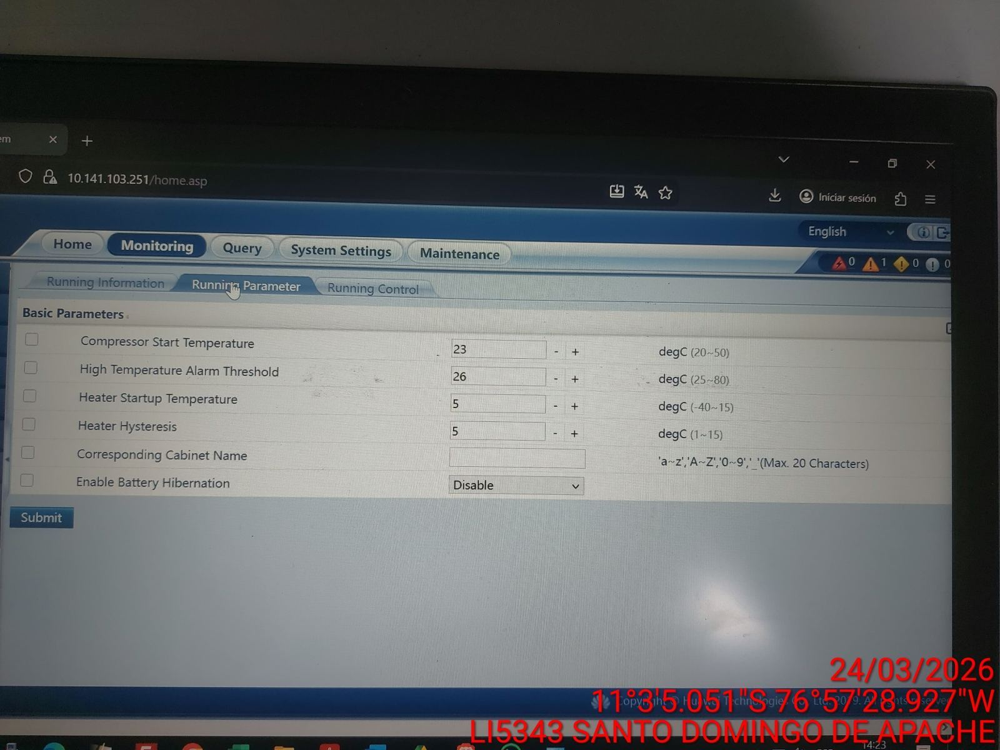 em
10.141.103.251/home.asp
Iniciar sesión
English
Home
Monitoring
Query
System Settings
Maintenance
0
1
0
0
Running Information
Running Parameter
Running Control
Basic Parameters
Compressor Start Temperature
23
- +
degC (20~50)
High Temperature Alarm Threshold
26
- +
degC (25~80)
Heater Startup Temperature
5
- +
degC (-40~15)
Heater Hysteresis
5
- +
degC (1~15)
Corresponding Cabinet Name
'a~z','A~Z','0~9','_'(Max. 20 Characters)
Enable Battery Hibernation
Disable
Submit
24/03/2026
11°3'5.051"S 76°57'28.927"W
Technologies Co., Ltd.
LI5343 SANTO DOMINGO DE APACHE
14:23